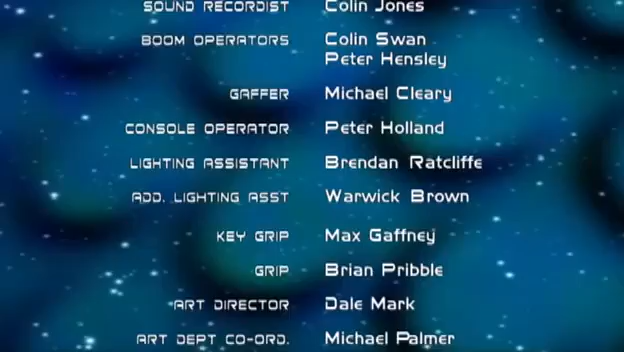 SOUND RECORDIST Colin Jones
BOOM OPERATORS Colin Swan
Peter Hensley
GAFFER Michael Cleary
CONSOLE OPERATOR Peter Holland
LIGHTING ASSISTANT Brendan Ratcliffe
ADD. LIGHTING ASST Warwick Brown
KEY GRIP Max Gaffney
GRIP Brian Pribble
ART DIRECTOR Dale Mark
ART DEPT CO-ORD. Michael Palmer